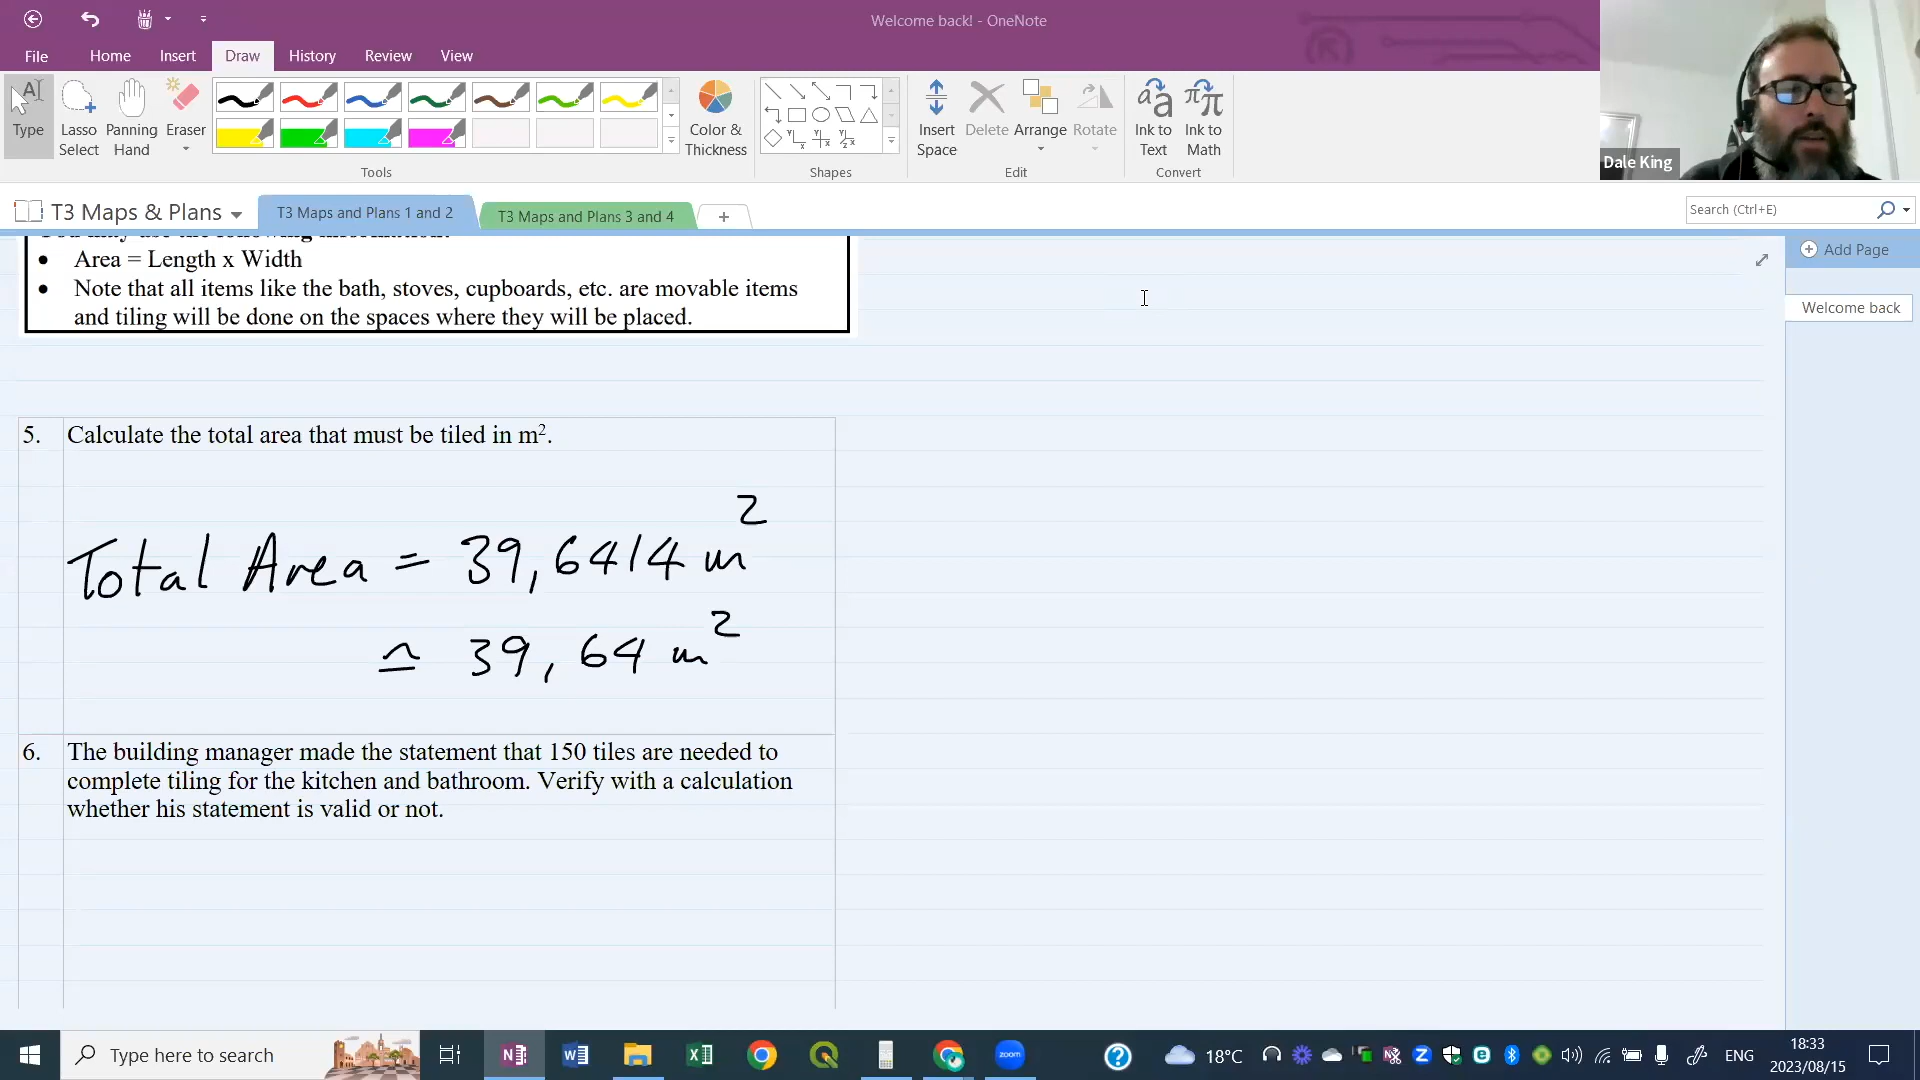 Welcome back! - OneNote
File
Home
Insert
Draw
History
Review
View
Type
Lasso Select
Panning Hand
Eraser
Color & Thickness
Insert Space
Delete
Arrange
Rotate
Ink to Text
Ink to Math
Tools
Shapes
Edit
Convert
Dale King
T3 Maps & Plans
T3 Maps and Plans 1 and 2
T3 Maps and Plans 3 and 4
Search (Ctrl+E)
Add Page
Welcome back
• Area = Length x Width
• Note that all items like the bath, stoves, cupboards, etc. are movable items
and tiling will be done on the spaces where they will be placed.
5. Calculate the total area that must be tiled in m².
Total Area = 39,6414 m²
≃ 39,64 m²
6. The building manager made the statement that 150 tiles are needed to
complete tiling for the kitchen and bathroom. Verify with a calculation
whether his statement is valid or not.
Type here to search
zoom
18°C
ENG
18:33
2023/08/15